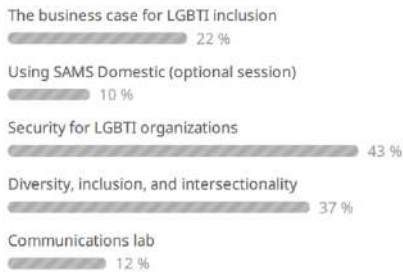 The business case for LGBTI inclusion
22 %
Using SAMS Domestic (optional session)
10 %
Security for LGBTI organizations
43 %
Diversity, inclusion, and intersectionality
37 %
Communications lab
12 %